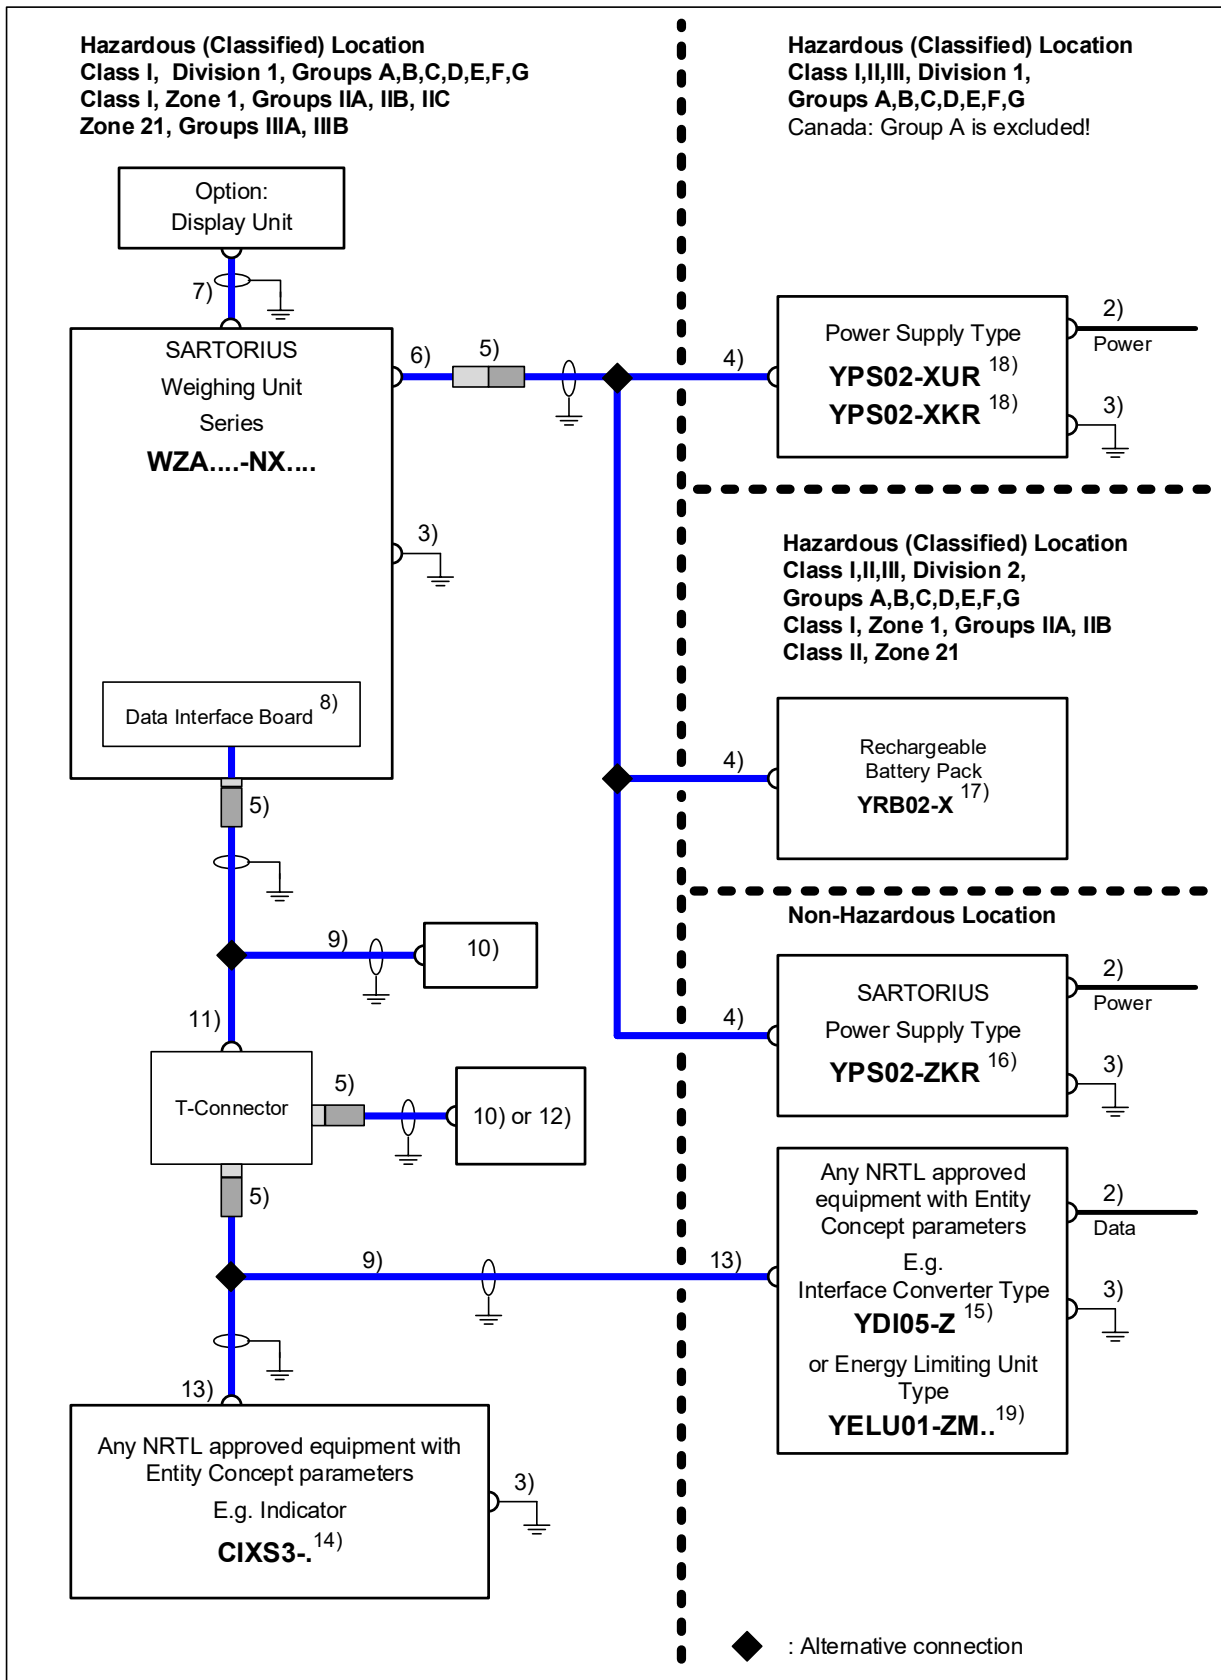 Hazardous (Classified) Location
Class I, Division 1, Groups A,B,C,D,E,F,G
Class I, Zone 1, Groups IIA, IIB, IIC
Zone 21, Groups IIIA, IIIB
Option:
Display Unit
7)
SARTORIUS
Weighing Unit
Series
WZA....-NX....
6)
5)
3)
Data Interface Board 8)
5)
9)
10)
11)
T-Connector
5)
10) or 12)
5)
9)
13)
13)
Any NRTL approved equipment with
Entity Concept parameters
E.g. Indicator
CIXS3-. 14)
3)
Hazardous (Classified) Location
Class I,II,III, Division 1,
Groups A,B,C,D,E,F,G
Canada: Group A is excluded!
4)
Power Supply Type
YPS02-XUR 18)
YPS02-XKR 18)
2)
Power
3)
Hazardous (Classified) Location
Class I,II,III, Division 2,
Groups A,B,C,D,E,F,G
Class I, Zone 1, Groups IIA, IIB
Class II, Zone 21
4)
Rechargeable
Battery Pack
YRB02-X 17)
Non-Hazardous Location
4)
SARTORIUS
Power Supply Type
YPS02-ZKR 16)
2)
Power
3)
Any NRTL approved
equipment with Entity
Concept parameters
E.g.
Interface Converter Type
YDI05-Z 15)
or Energy Limiting Unit
Type
YELU01-ZM.. 19)
2)
Data
3)
: Alternative connection